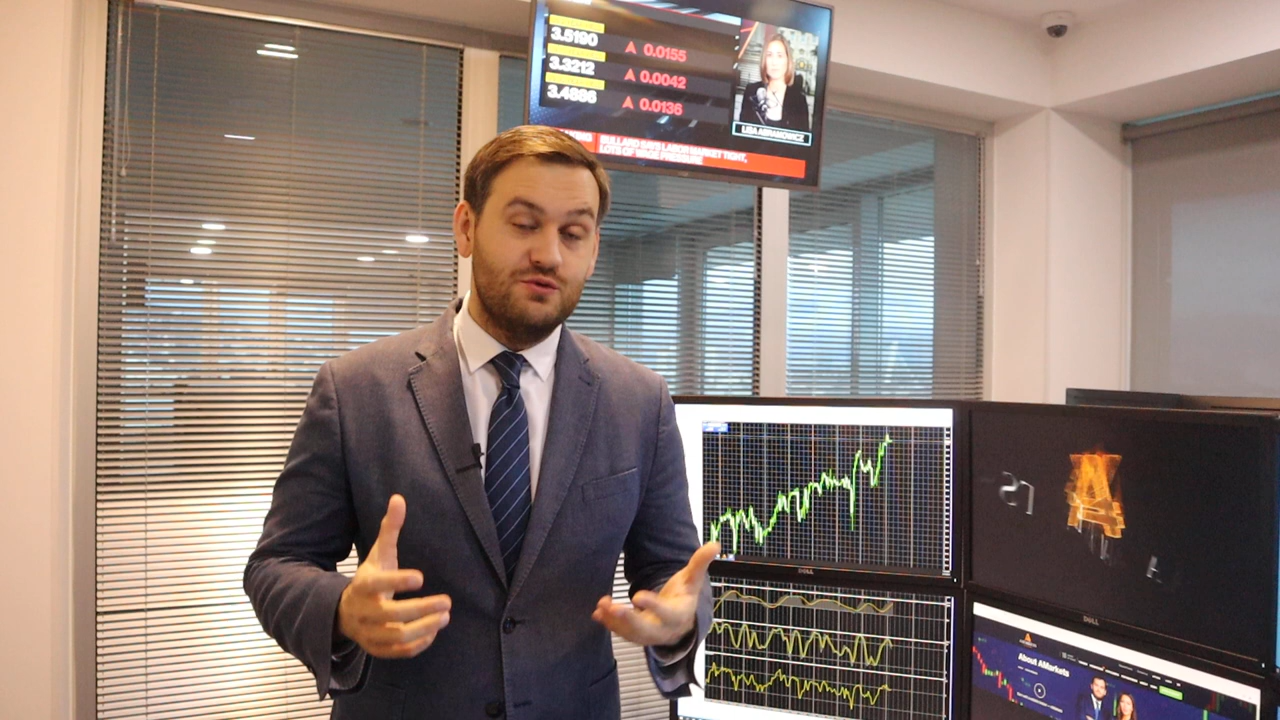 3.5190 ▲ 0.0155
3.3212 ▲ 0.0042
3.4886 ▲ 0.0136
LISA ABRAMOWICZ
BULLARD SAYS LABOR MARKET TIGHT,
LOTS OF WAGE PRESSURE
DELL
DELL
About AMarkets